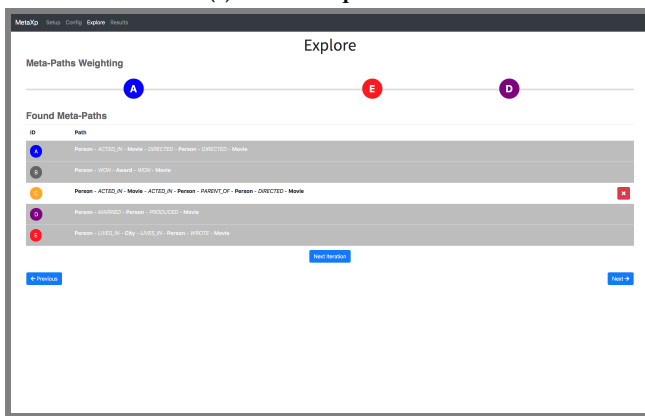 MetaXp Setup Config Explore Results
Explore
Meta-Paths Weighting
A E D
Found Meta-Paths
ID Path
A Person - ACTED_IN - Movie - DIRECTED - Person - DIRECTED - Movie
B Person - WON - Award - WON - Movie
C Person - ACTED_IN - Movie - ACTED_IN - Person - PARENT_OF - Person - DIRECTED - Movie ×
D Person - MARRIED - Person - PRODUCED - Movie
E Person - LIVES_IN - City - LIVES_IN - Person - WROTE - Movie
Next Iteration
← Previous Next →